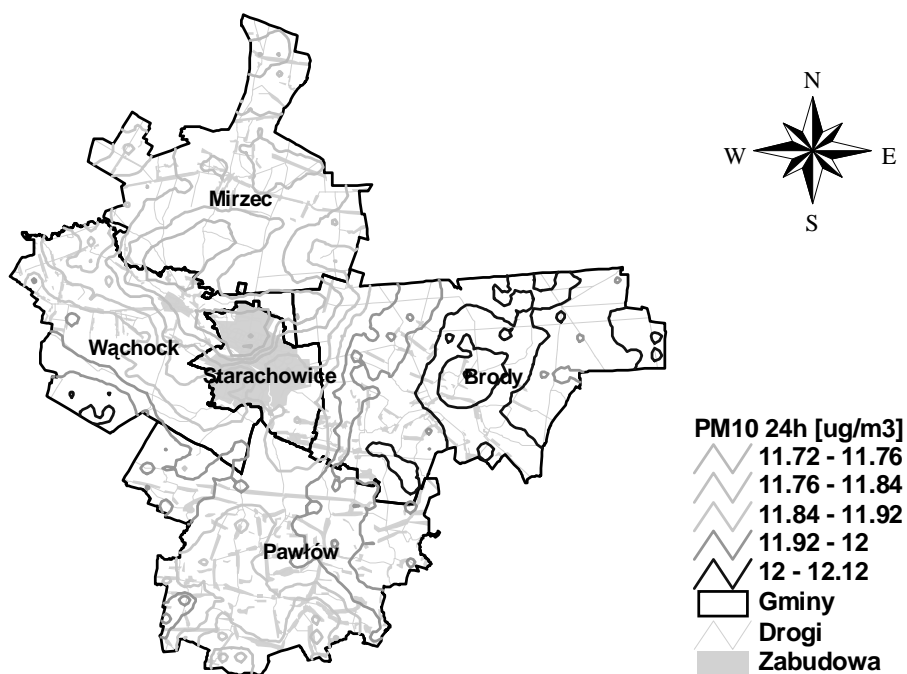 N
W E
S
Mirzec
Wąchock
Starachowice
Brody
Pawłów
PM10 24h [ug/m3]
11.72 - 11.76
11.76 - 11.84
11.84 - 11.92
11.92 - 12
12 - 12.12
Gminy
Drogi
Zabudowa